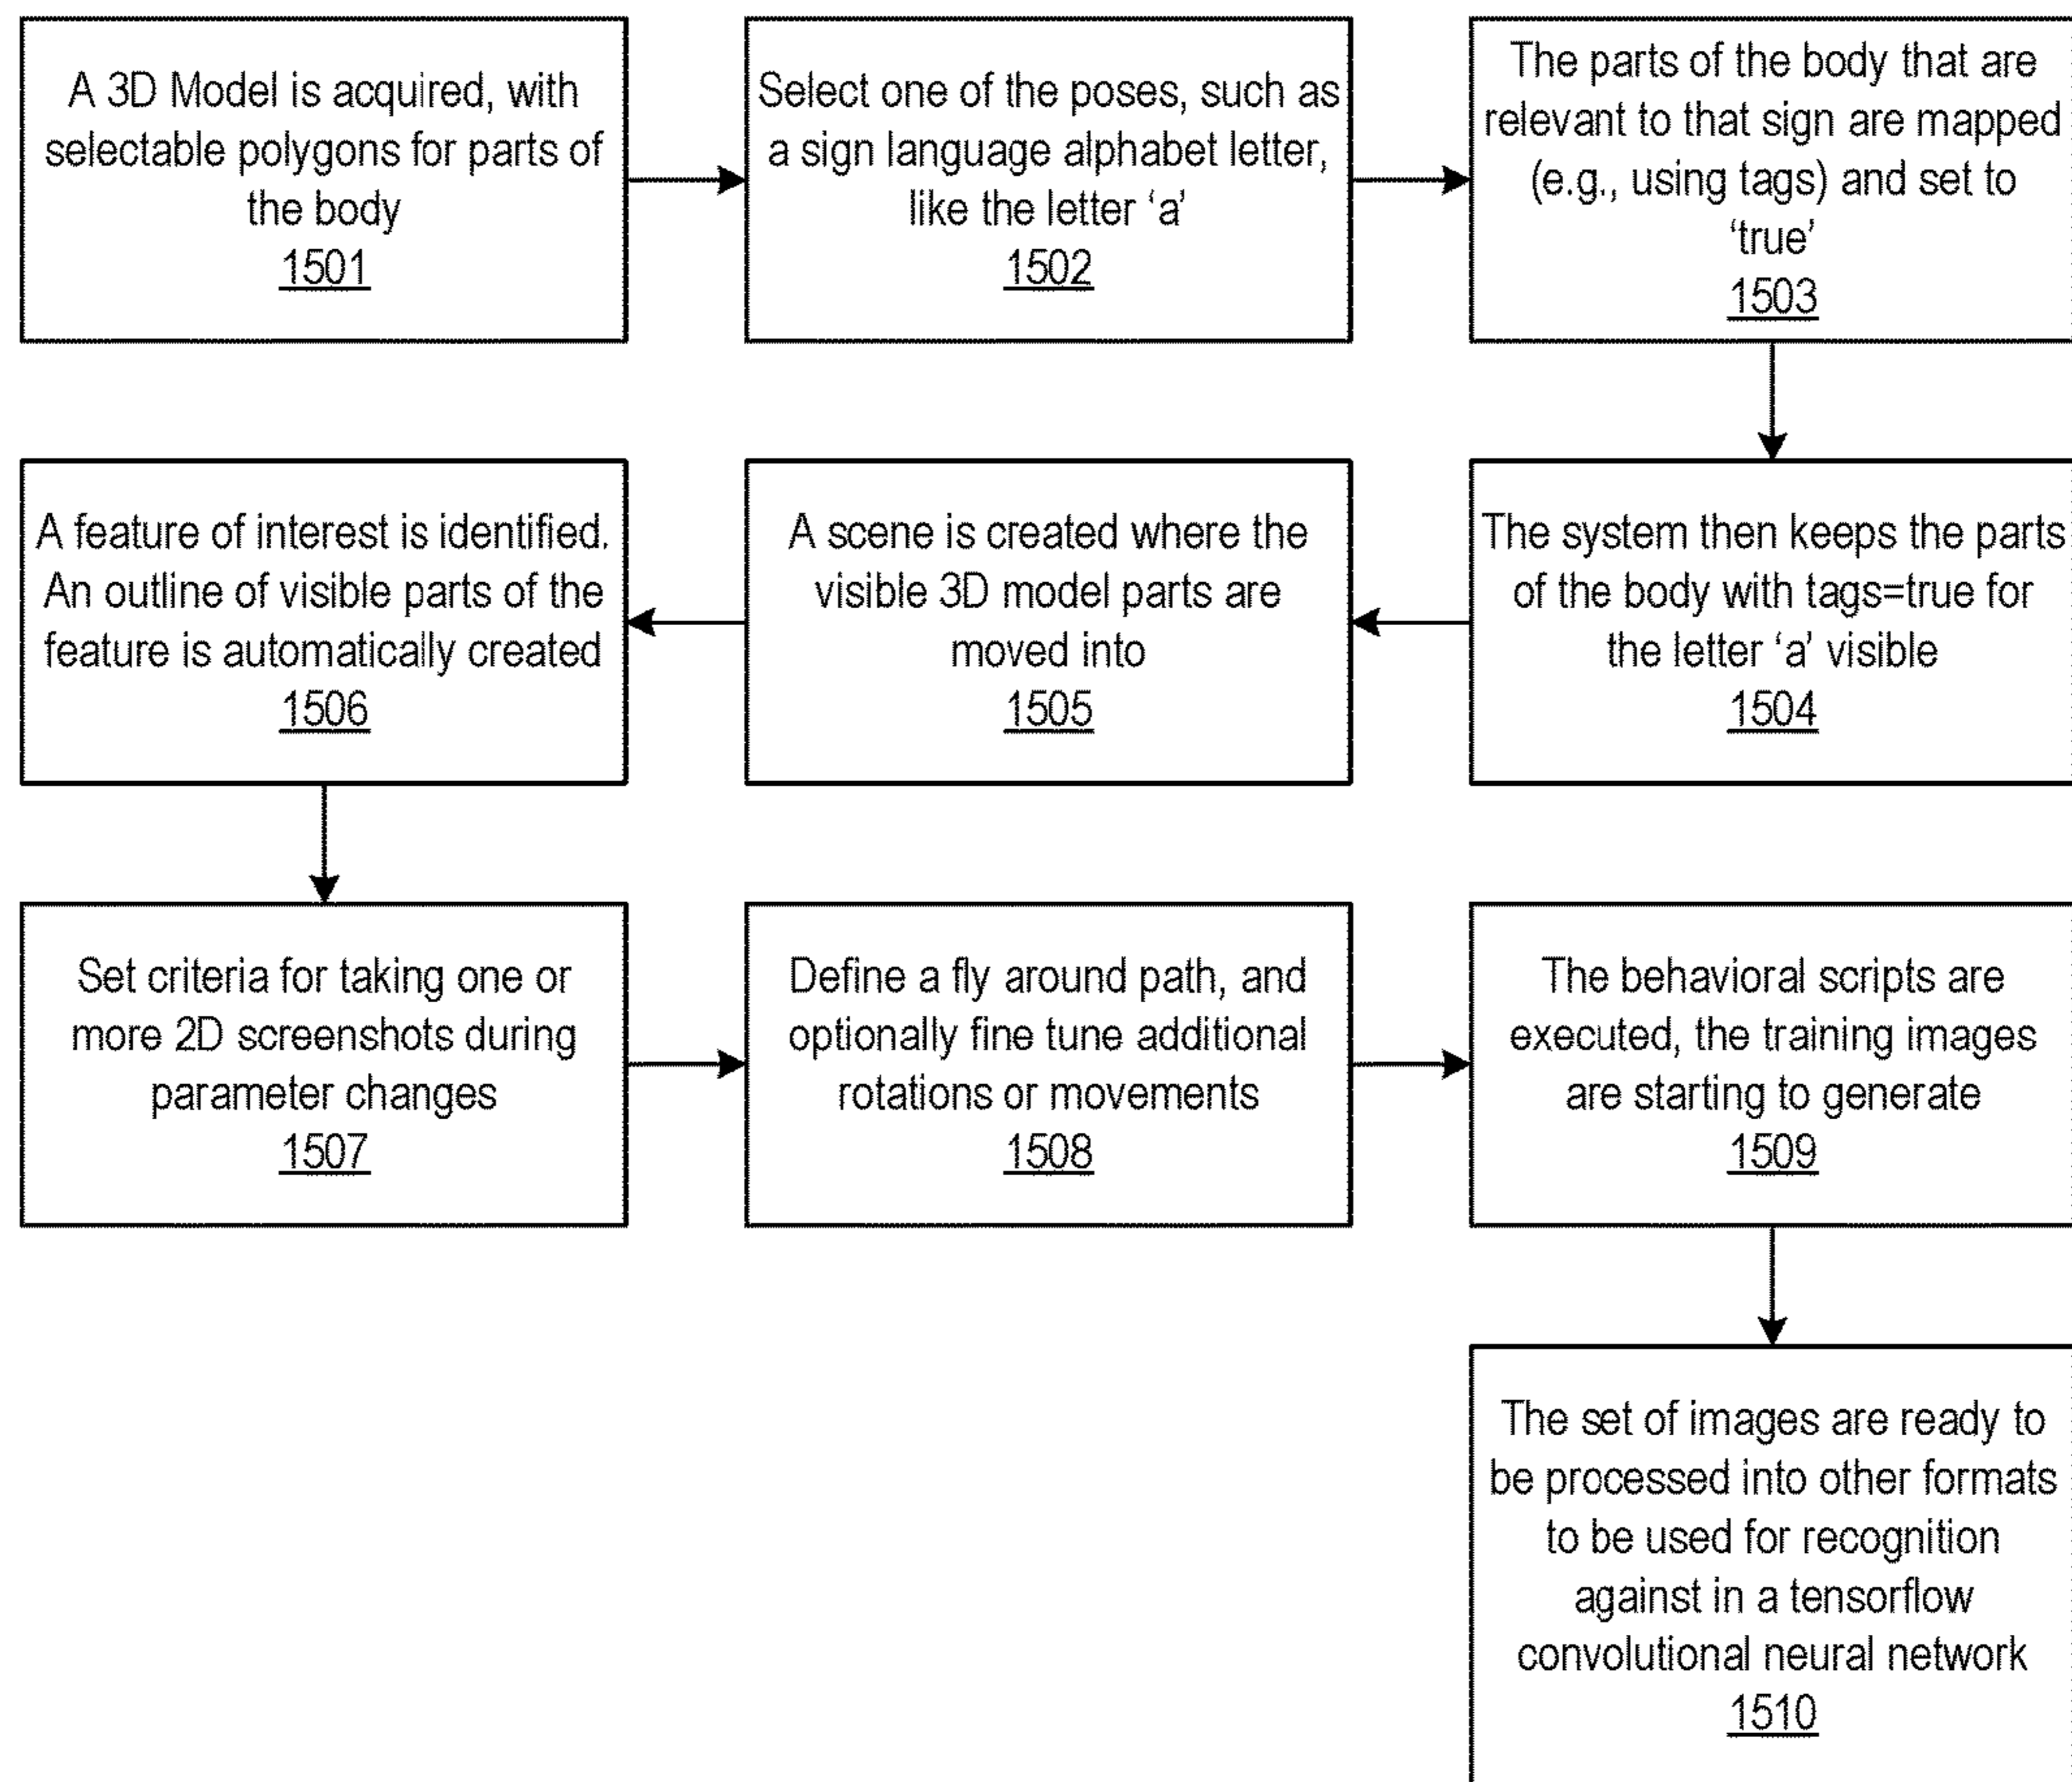 A 3D Model is acquired, with
selectable polygons for parts of
the body
1501
Select one of the poses, such as
a sign language alphabet letter,
like the letter ‘a’
1502
The parts of the body that are
relevant to that sign are mapped
(e.g., using tags) and set to
‘true’
1503
The system then keeps the parts
of the body with tags=true for
the letter ‘a’ visible
1504
A scene is created where the
visible 3D model parts are
moved into
1505
A feature of interest is identified.
An outline of visible parts of the
feature is automatically created
1506
Set criteria for taking one or
more 2D screenshots during
parameter changes
1507
Define a fly around path, and
optionally fine tune additional
rotations or movements
1508
The behavioral scripts are
executed, the training images
are starting to generate
1509
The set of images are ready to
be processed into other formats
to be used for recognition
against in a tensorflow
convolutional neural network
1510